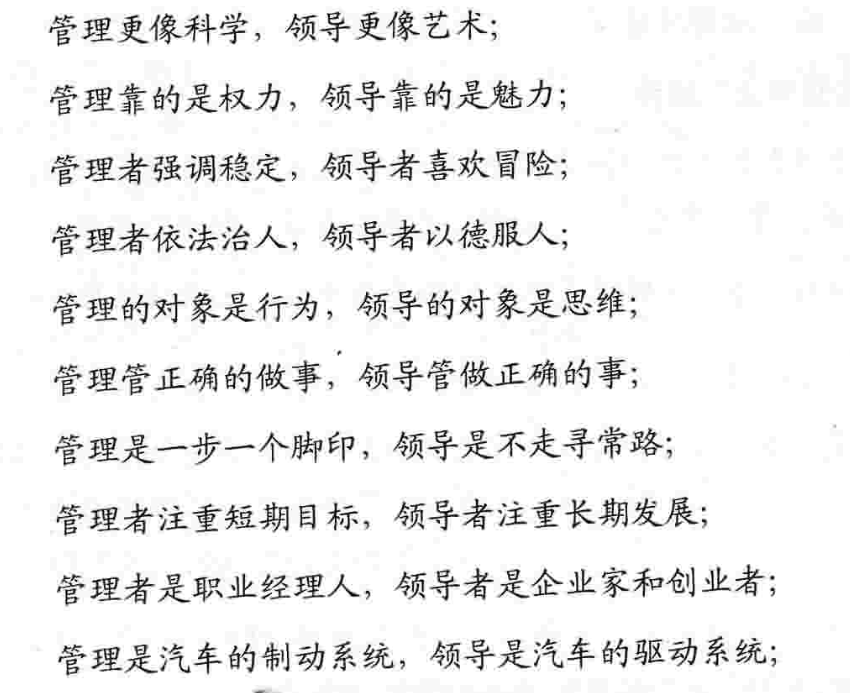 管理更像科学，领导更像艺术；
管理靠的是权力，领导靠的是魅力；
管理者强调稳定，领导者喜欢冒险；
管理者依法治人，领导者以德服人；
管理的对象是行为，领导的对象是思维；
管理管正确的做事，领导管做正确的事；
管理是一步一个脚印，领导是不走寻常路；
管理者注重短期目标，领导者注重长期发展；
管理者是职业经理人，领导者是企业家和创业者；
管理是汽车的制动系统，领导是汽车的驱动系统；